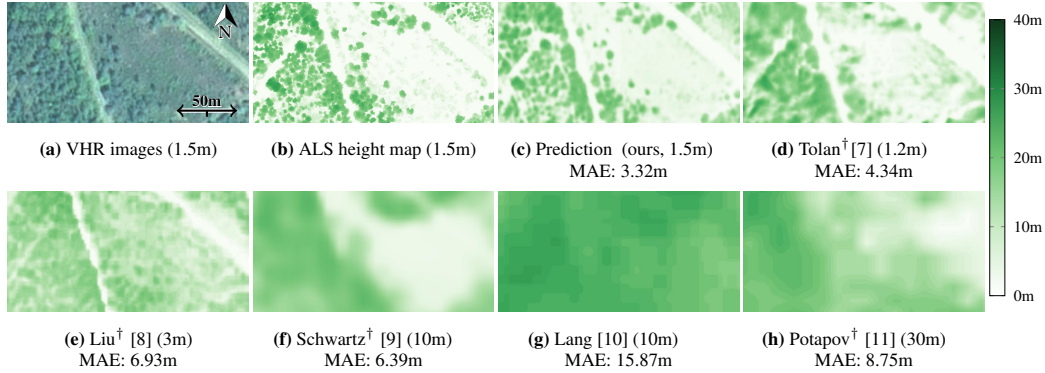 N
50m
40m
30m
20m
10m
0m
(a) VHR images (1.5m)
(b) ALS height map (1.5m)
(c) Prediction (ours, 1.5m)
MAE: 3.32m
(d) Tolan† [7] (1.2m)
MAE: 4.34m
(e) Liu† [8] (3m)
MAE: 6.93m
(f) Schwartz† [9] (10m)
MAE: 6.39m
(g) Lang [10] (10m)
MAE: 15.87m
(h) Potapov† [11] (30m)
MAE: 8.75m